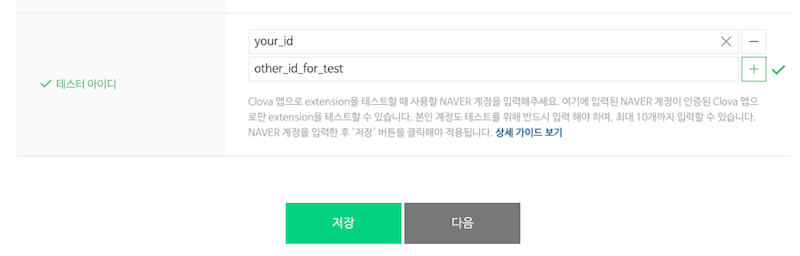 your_id
other_id_for_test
테스터 아이디
Clova 앱으로 extension을 테스트할 때 사용할 NAVER 계정을 입력해주세요. 여기에 입력된 NAVER 계정이 인증된 Clova 앱으
로만 extension을 테스트할 수 있습니다. 본인 계정도 테스트를 위해 반드시 입력 해야 하며, 최대 10개까지 입력할 수 있습니다.
NAVER 계정을 입력한 후 '저장' 버튼을 클릭해야 적용됩니다. 상세 가이드 보기
저장 다음